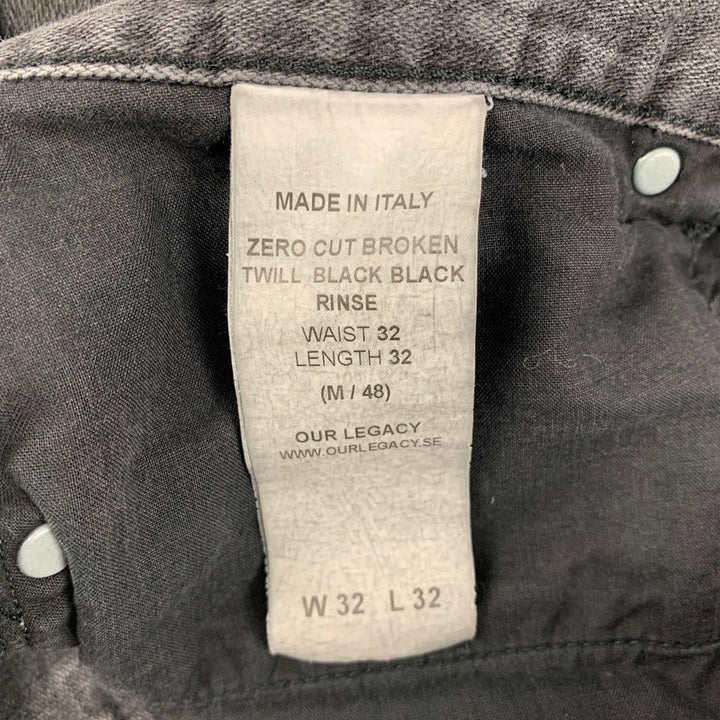 MADE IN ITALY
ZERO CUT BROKEN
TWILL BLACK BLACK
RINSE
WAIST 32
LENGTH 32
(M / 48)
OUR LEGACY
WWW.OURLEGACY.SE
W 32 L 32